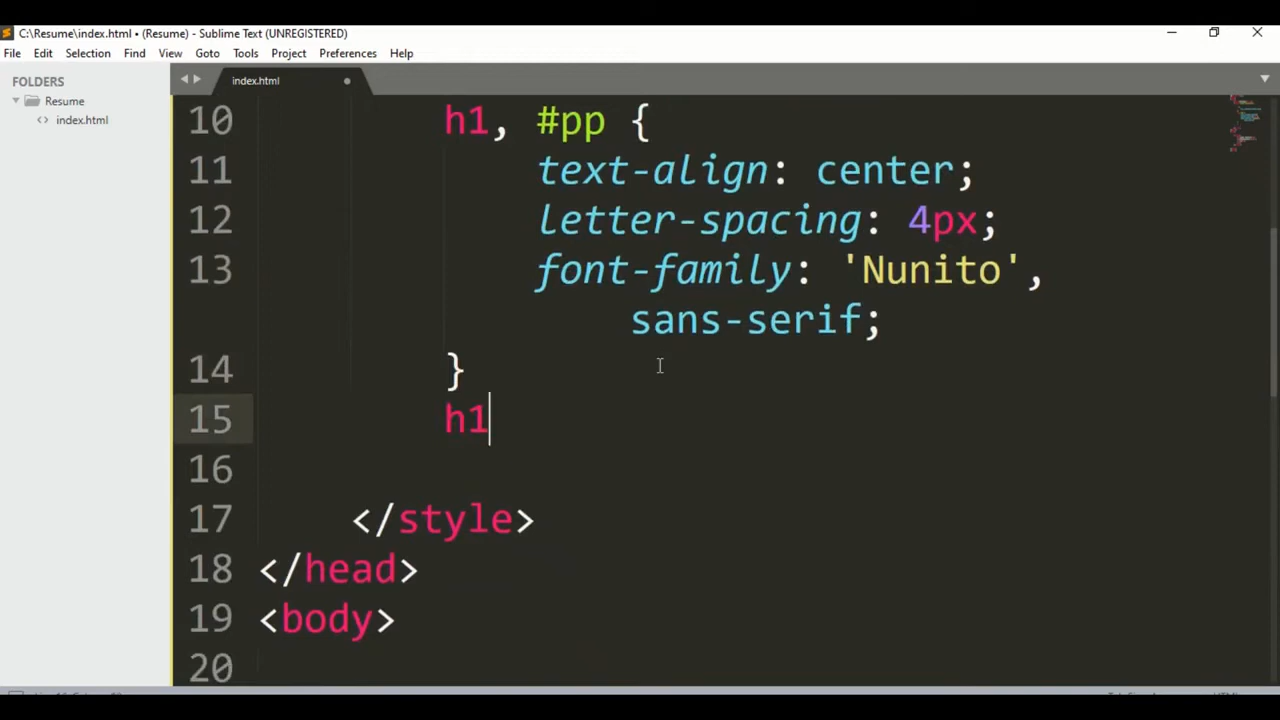 C:\Resume\index.html • (Resume) - Sublime Text (UNREGISTERED)
File Edit Selection Find View Goto Tools Project Preferences Help
FOLDERS
Resume
<> index.html
index.html
10 h1, #pp {
11 text-align: center;
12 letter-spacing: 4px;
13 font-family: 'Nunito',
sans-serif;
14 }
15 h1
16
17 </style>
18 </head>
19 <body>
20